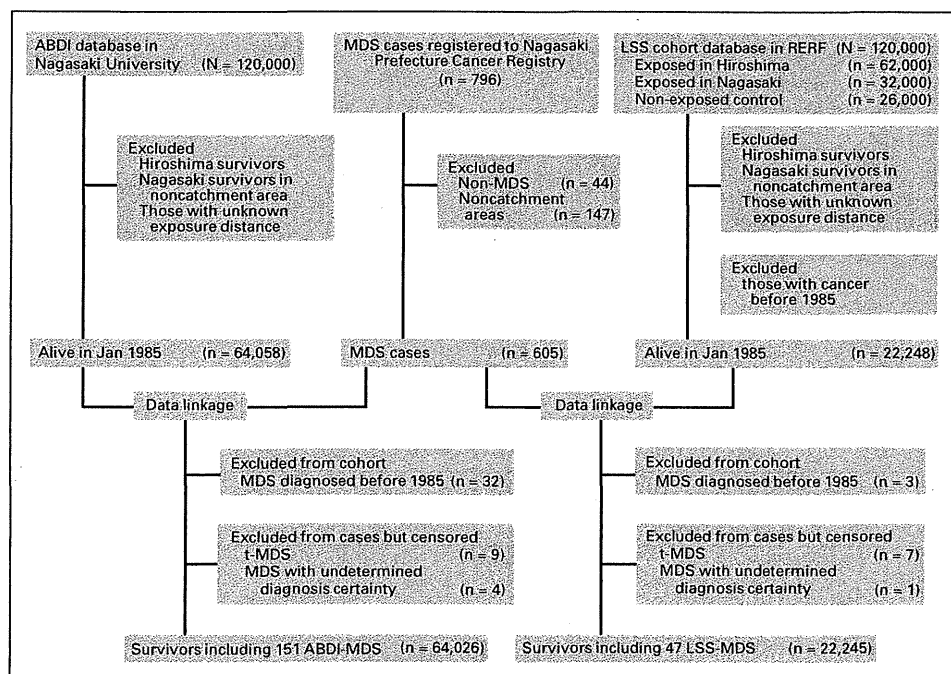 ABDI database in
Nagasaki University (N = 120,000)
MDS cases registered to Nagasaki
Prefecture Cancer Registry
(n = 796)
LSS cohort database in RERF (N = 120,000)
Exposed in Hiroshima (n = 62,000)
Exposed in Nagasaki (n = 32,000)
Non-exposed control (n = 26,000)
Excluded
Hiroshima survivors
Nagasaki survivors in
noncatchment area
Those with unknown
exposure distance
Excluded
Non-MDS (n = 44)
Noncatchment
areas (n = 147)
Excluded
Hiroshima survivors
Nagasaki survivors in
noncatchment area
Those with unknown
exposure distance
Excluded
those with cancer
before 1985
Alive in Jan 1985 (n = 64,058)
MDS cases (n = 605)
Alive in Jan 1985 (n = 22,248)
Data linkage
Data linkage
Excluded from cohort
MDS diagnosed before 1985 (n = 32)
Excluded from cases but censored
t-MDS (n = 9)
MDS with undetermined
diagnosis certainty (n = 4)
Excluded from cohort
MDS diagnosed before 1985 (n = 3)
Excluded from cases but censored
t-MDS (n = 7)
MDS with undetermined
diagnosis certainty (n = 1)
Survivors including 151 ABDI-MDS (n = 64,026)
Survivors including 47 LSS-MDS (n = 22,245)